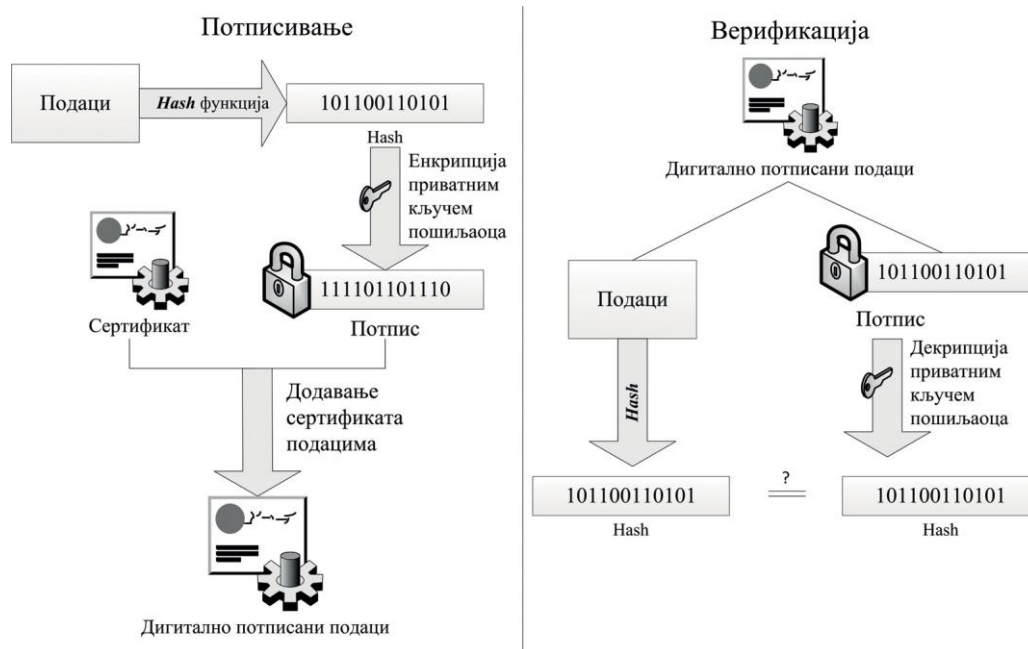 Потписивање
Подаци
Hash функција
101100110101
Hash
Енкрипција
приватним
кључем
пошиљаоца
111101101110
Потпис
Сертификат
Додавање
сертификата
подацима
Дигитално потписани подаци
Верификација
Дигитално потписани подаци
Подаци
101100110101
Потпис
Hash
Декрипција
приватним
кључем
пошиљаоца
101100110101
Hash
?
101100110101
Hash